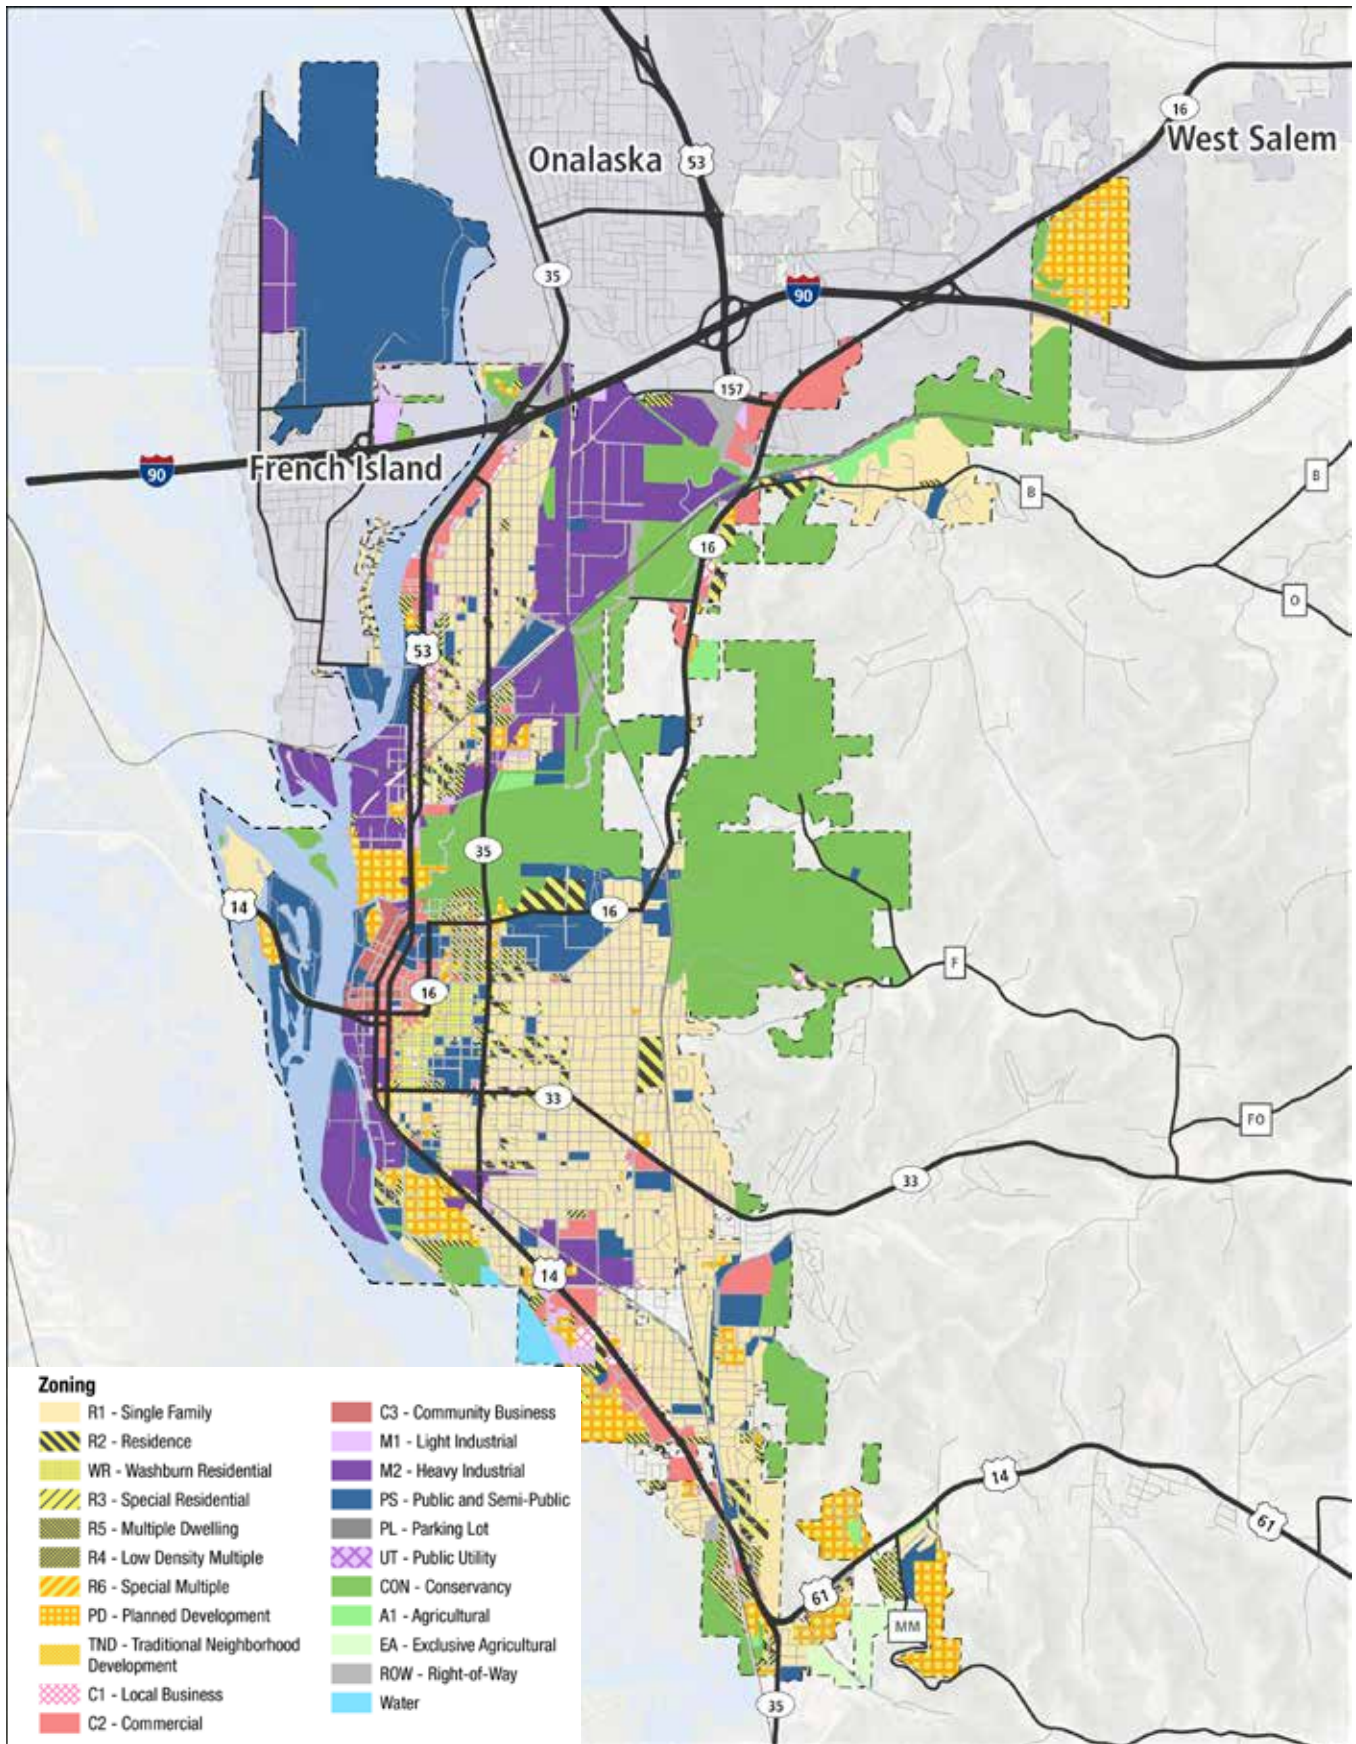 16
West Salem
Onalaska
53
35
90
157
90
French Island
B
B
16
O
53
35
14
16
F
16
33
FO
33
14
14
61
61
MM
35
Zoning
R1 - Single Family
R2 - Residence
WR - Washburn Residential
R3 - Special Residential
R5 - Multiple Dwelling
R4 - Low Density Multiple
R6 - Special Multiple
PD - Planned Development
TND - Traditional Neighborhood
Development
C1 - Local Business
C2 - Commercial
C3 - Community Business
M1 - Light Industrial
M2 - Heavy Industrial
PS - Public and Semi-Public
PL - Parking Lot
UT - Public Utility
CON - Conservancy
A1 - Agricultural
EA - Exclusive Agricultural
ROW - Right-of-Way
Water